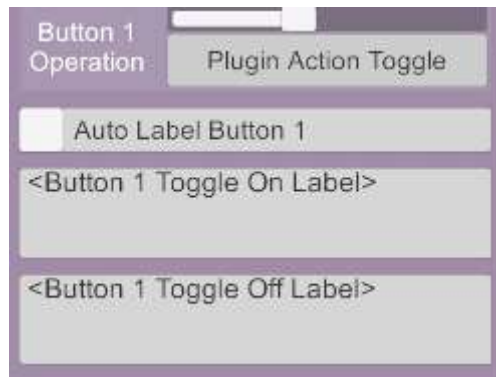 Button 1
Operation
Plugin Action Toggle
Auto Label Button 1
<Button 1 Toggle On Label>
<Button 1 Toggle Off Label>